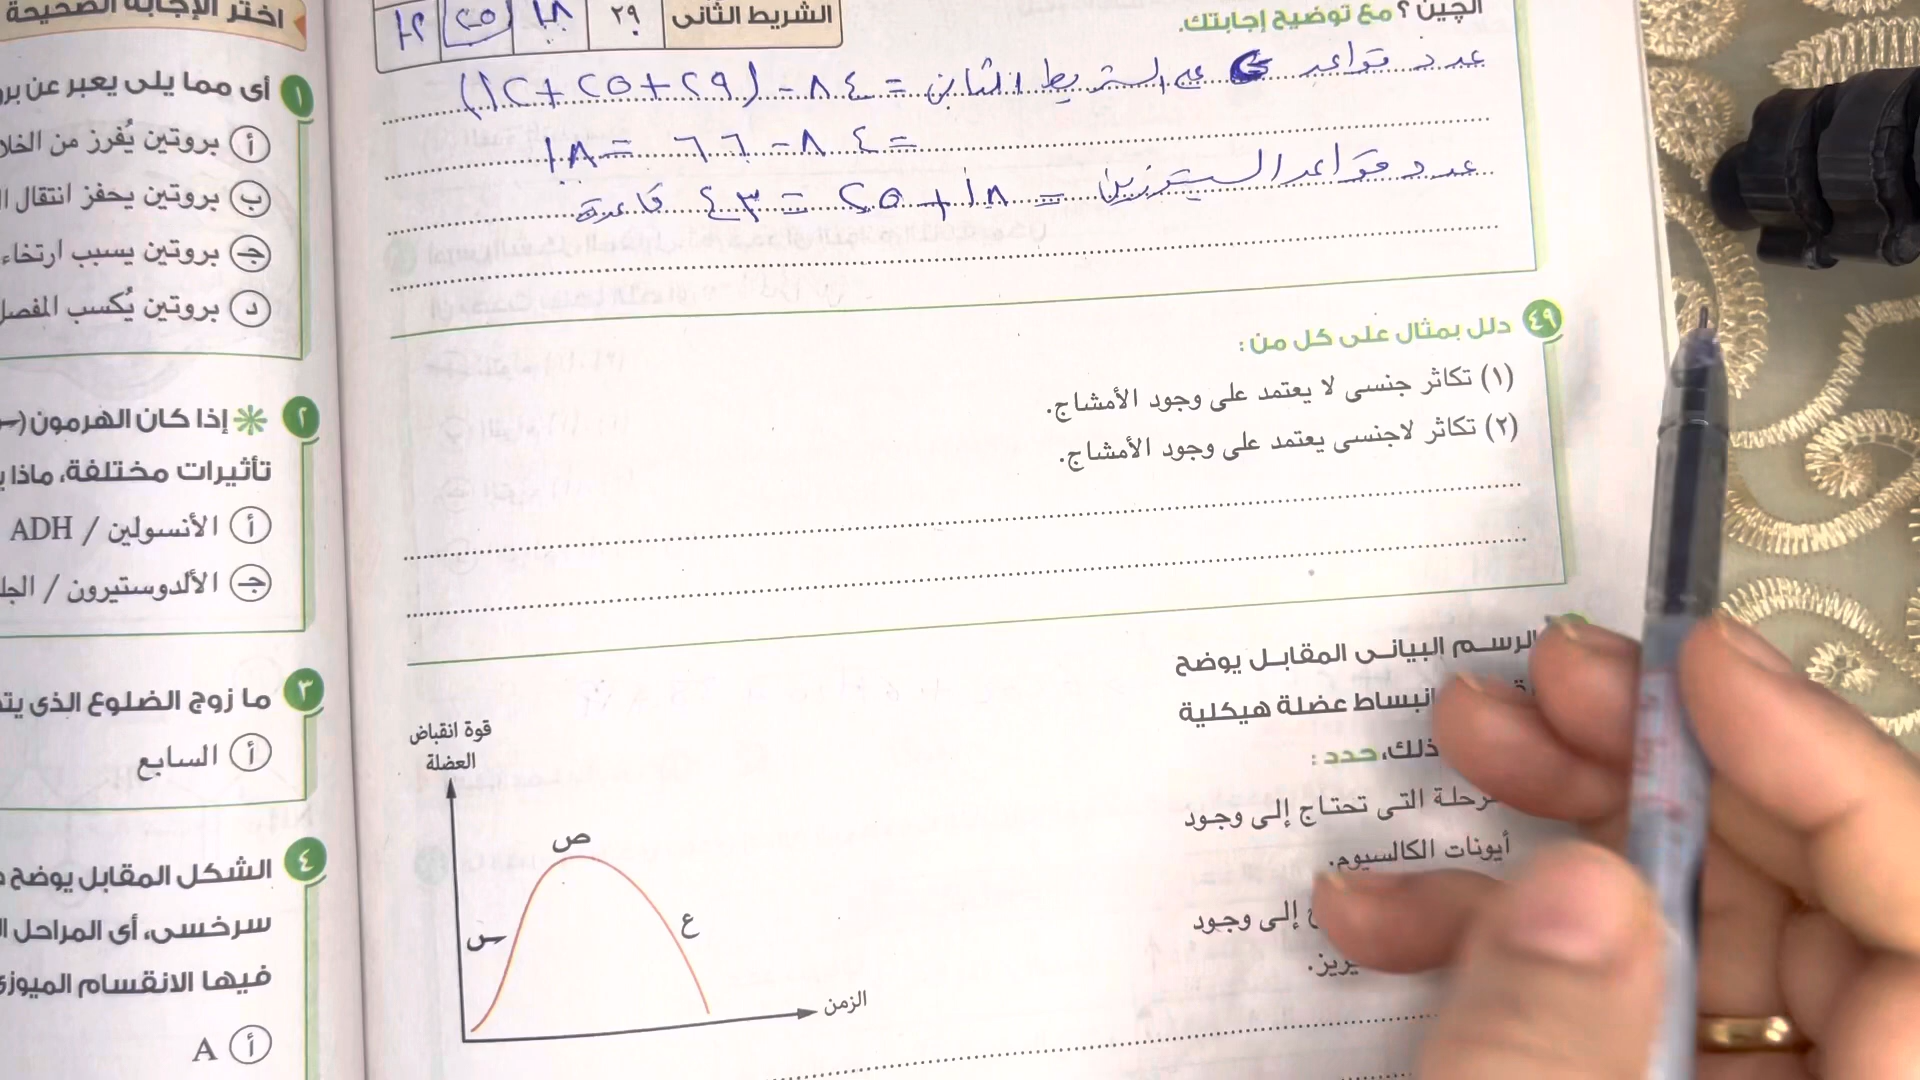 الچين ؟ مع توضيح إجابتك.
الشريط الثانى ٢٩ ١٨ ٢٥ ١٢
عدد قواعد G في الشريط الثاني = ٨٤ - (٢٩ + ٢٥ + ١٢)
= ٨٤ - ٦٦ = ١٨
عدد قواعد السيتوزين = ١٨ + ٢٥ = ٤٣ قاعدة
٤٩ دلل بمثال على كل من :
(١) تكاثر جنسى لا يعتمد على وجود الأمشاج.
(٢) تكاثر لاجنسى يعتمد على وجود الأمشاج.
الرسم البيانى المقابل يوضح
انبساط عضلة هيكلية
ذلك، حدد :
التى تحتاج إلى وجود
أيونات الكالسيوم.
إلى وجود
قوة انقباض
العضلة
ص
س
ع
الزمن
اختر الإجابة الصحيحة
١ أى مما يلى يعبر عن
أ بروتين يُفرز من
ب بروتين يحفز انتقال
جـ بروتين يسبب ارتخاء
د بروتين يُكسب
٢ إذا كان الهرمون
تأثيرات مختلفة، ماذا
أ الأنسولين / ADH
جـ الألدوستيرون /
٣ ما زوج الضلوع الذى
أ السابع
٤ الشكل المقابل يوضح
سرخسى، أى المراحل
فيها الانقسام
أ A